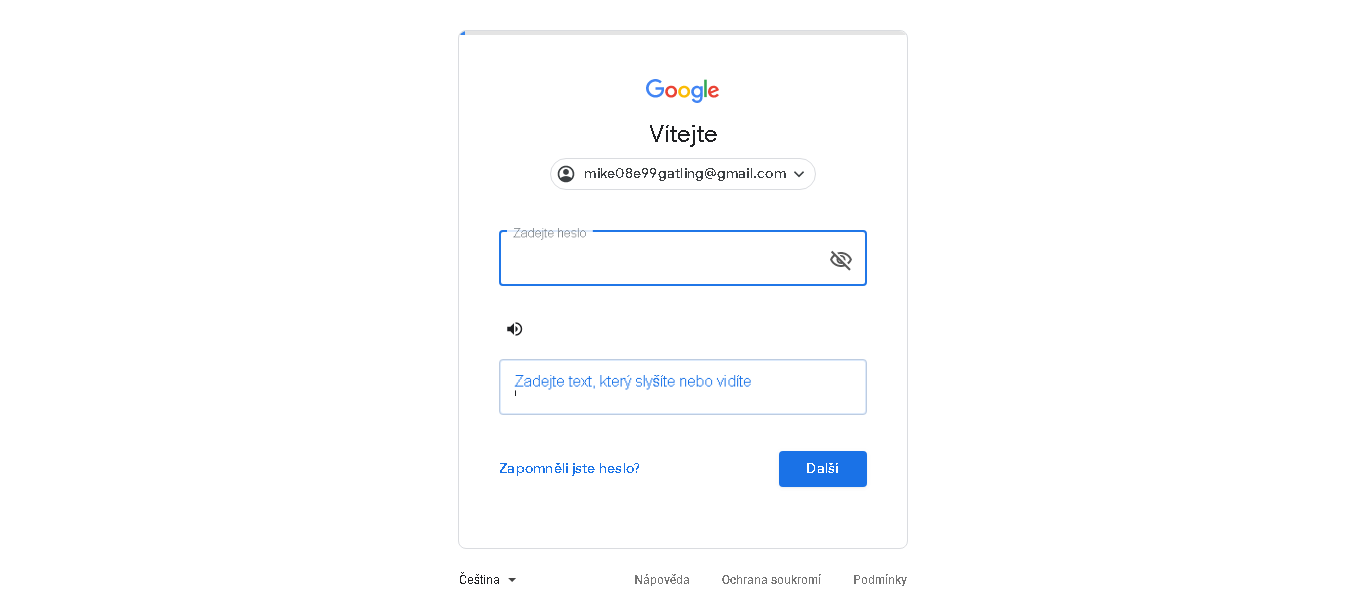 Google
Vítejte
mike08e99gatling@gmail.com
Zadejte heslo
Zadejte text, který slyšíte nebo vidíte
Zapomněli jste heslo?
Další
Čeština
Nápověda
Ochrana soukromí
Podmínky